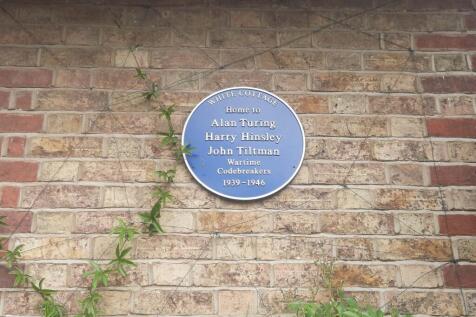 WHITE COTTAGE
Home to
Alan Turing
Harry Hinsley
John Tiltman
Wartime
Codebreakers
1939-1946